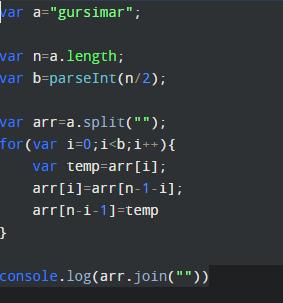 var a="gursimar";
var n=a.length;
var b=parseInt(n/2);
var arr=a.split("");
for(var i=0;i<b;i++){
var temp=arr[i];
arr[i]=arr[n-1-i];
arr[n-i-1]=temp
}
console.log(arr.join(""))